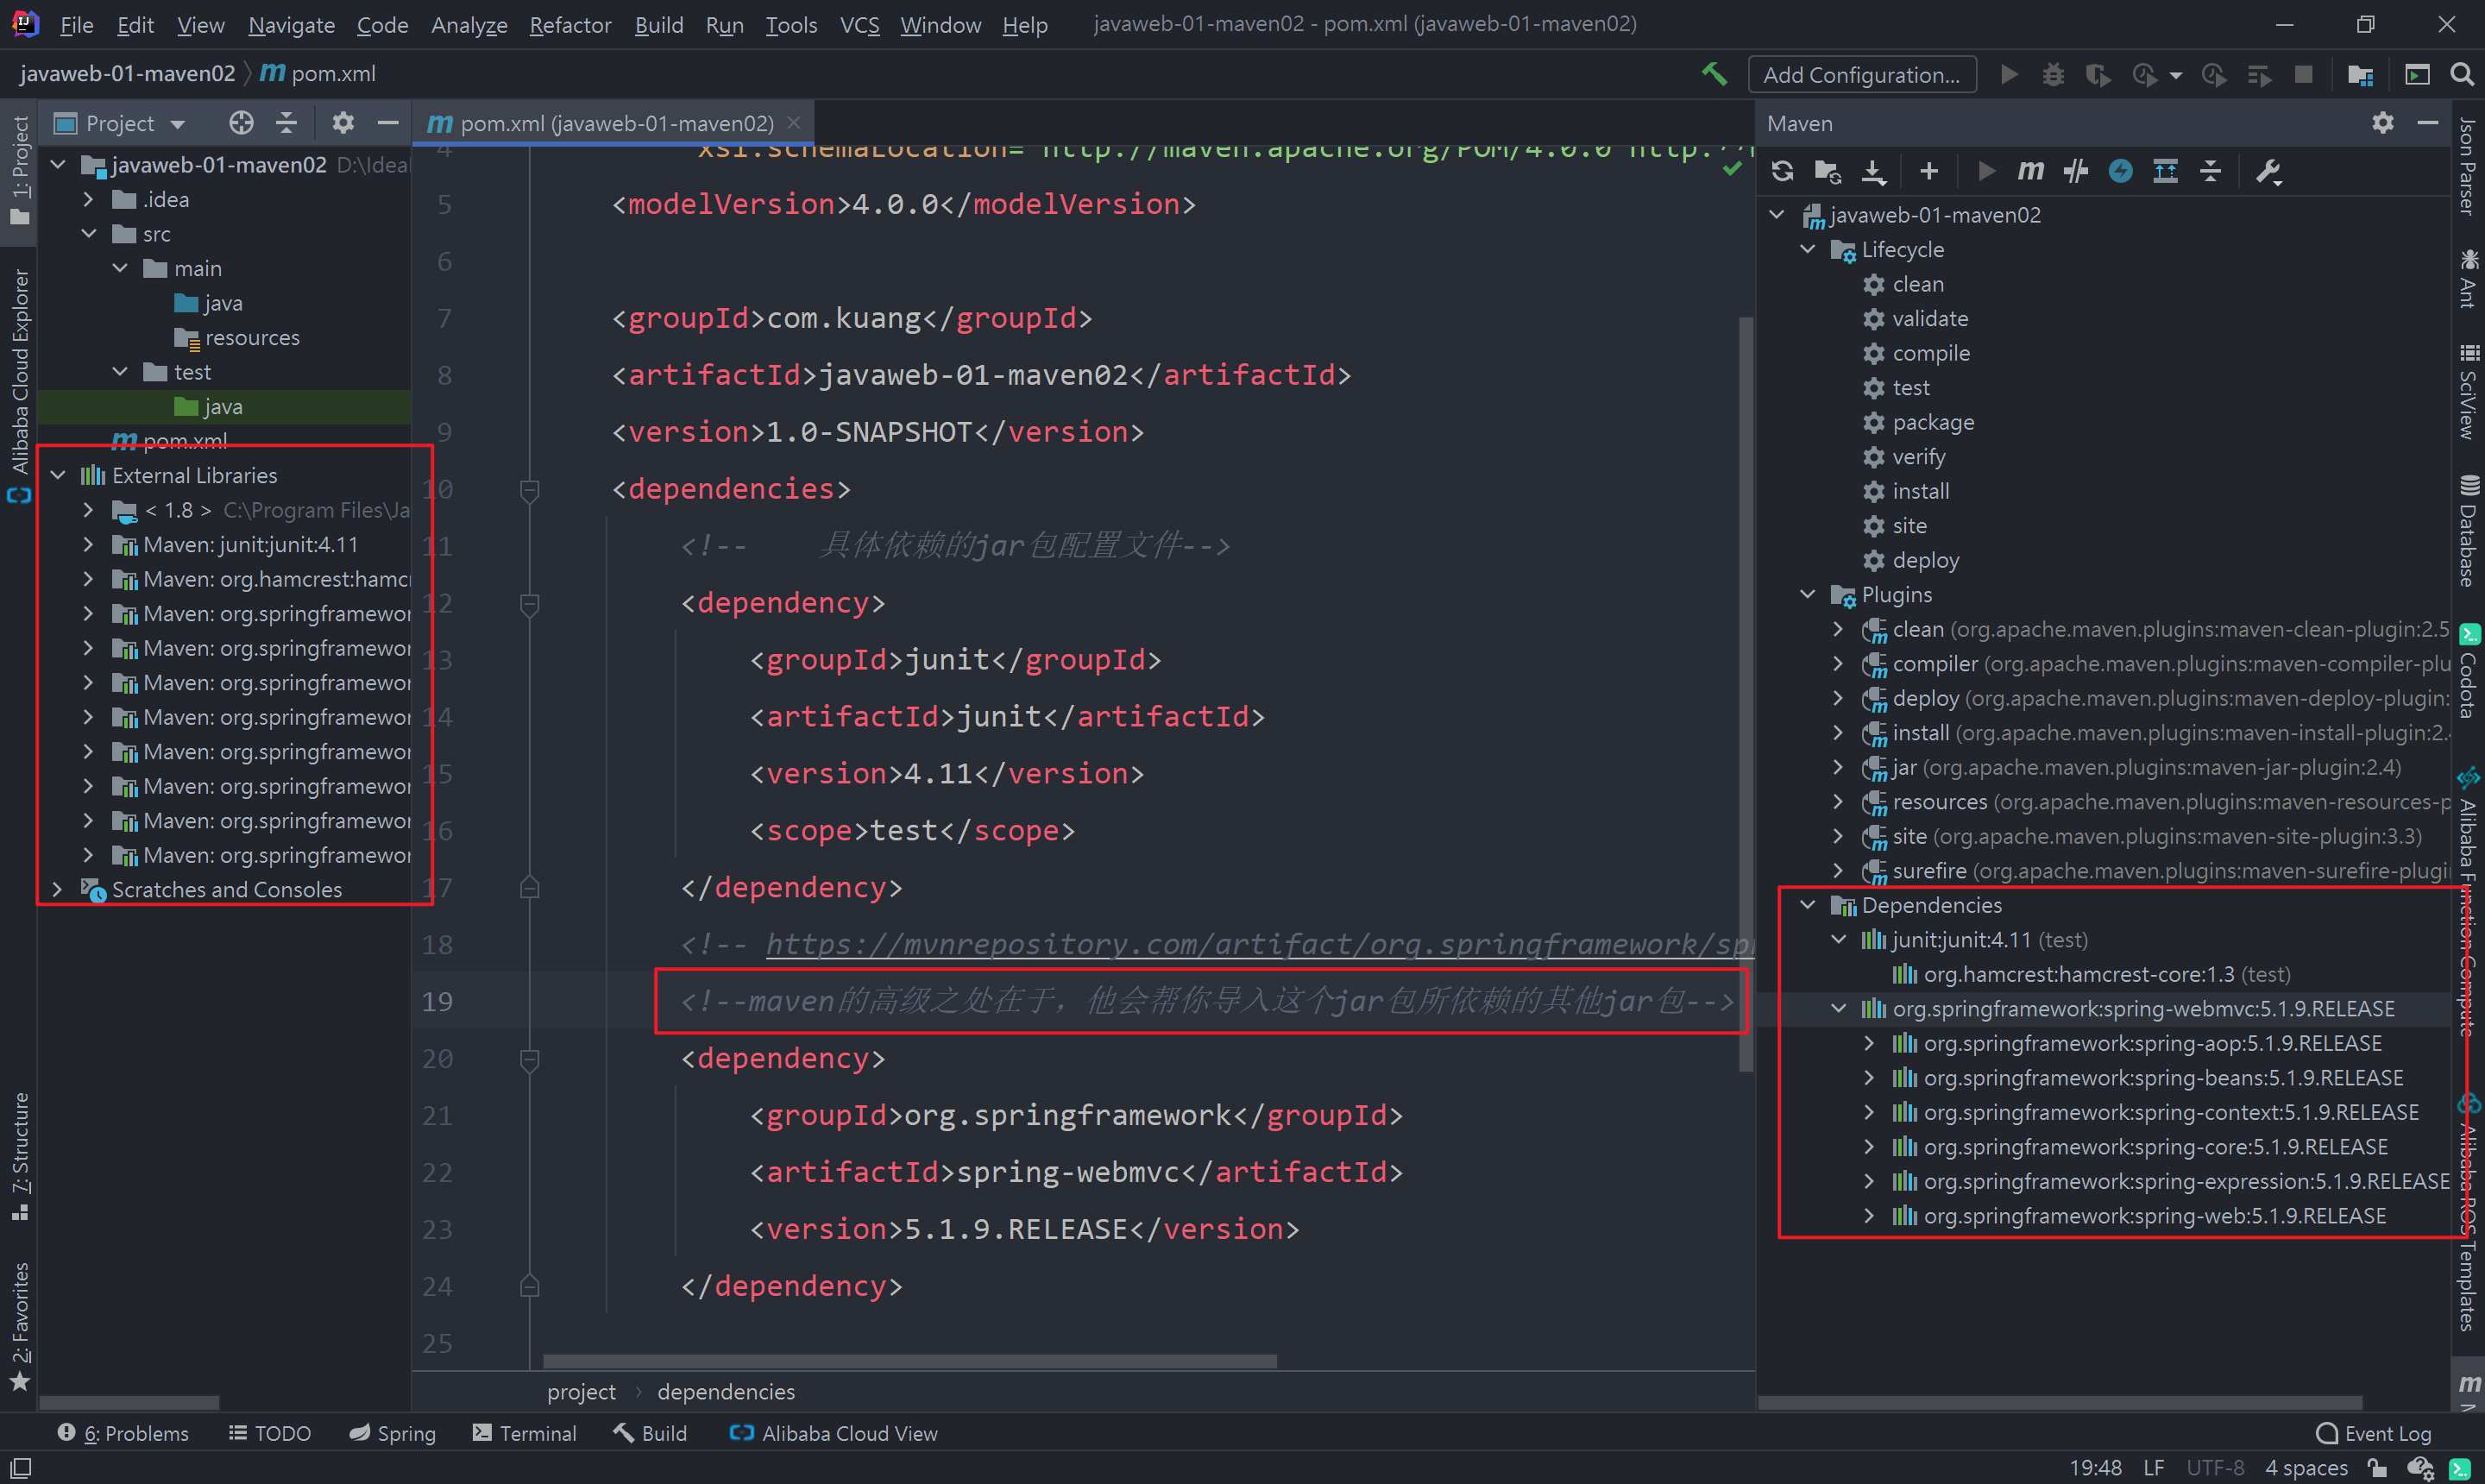 File Edit View Navigate Code Analyze Refactor Build Run Tools VCS Window Help javaweb-01-maven02 - pom.xml (javaweb-01-maven02)
javaweb-01-maven02 pom.xml
Add Configuration...
1: Project
Alibaba Cloud Explorer
7: Structure
2: Favorites
Project
javaweb-01-maven02 D:\Idea
.idea
src
main
java
resources
test
java
pom.xml
External Libraries
< 1.8 > C:\Program Files\Ja
Maven: junit:junit:4.11
Maven: org.hamcrest:hamc
Maven: org.springframewor
Maven: org.springframewor
Maven: org.springframewor
Maven: org.springframewor
Maven: org.springframewor
Maven: org.springframewor
Maven: org.springframewor
Maven: org.springframewor
Scratches and Consoles
pom.xml (javaweb-01-maven02)
4 xsi:schemaLocation="http://maven.apache.org/POM/4.0.0 http://
5 <modelVersion>4.0.0</modelVersion>
6
7 <groupId>com.kuang</groupId>
8 <artifactId>javaweb-01-maven02</artifactId>
9 <version>1.0-SNAPSHOT</version>
10 <dependencies>
11 <!-- 具体依赖的jar包配置文件-->
12 <dependency>
13 <groupId>junit</groupId>
14 <artifactId>junit</artifactId>
15 <version>4.11</version>
16 <scope>test</scope>
17 </dependency>
18 <!-- https://mvnrepository.com/artifact/org.springframework/sp
19 <!--maven的高级之处在于，他会帮你导入这个jar包所依赖的其他jar包-->
20 <dependency>
21 <groupId>org.springframework</groupId>
22 <artifactId>spring-webmvc</artifactId>
23 <version>5.1.9.RELEASE</version>
24 </dependency>
25
project › dependencies
Maven
javaweb-01-maven02
Lifecycle
clean
validate
compile
test
package
verify
install
site
deploy
Plugins
clean (org.apache.maven.plugins:maven-clean-plugin:2.5
compiler (org.apache.maven.plugins:maven-compiler-plu
deploy (org.apache.maven.plugins:maven-deploy-plugin:
install (org.apache.maven.plugins:maven-install-plugin:2.4
jar (org.apache.maven.plugins:maven-jar-plugin:2.4)
resources (org.apache.maven.plugins:maven-resources-p
site (org.apache.maven.plugins:maven-site-plugin:3.3)
surefire (org.apache.maven.plugins:maven-surefire-plugi
Dependencies
junit:junit:4.11 (test)
org.hamcrest:hamcrest-core:1.3 (test)
org.springframework:spring-webmvc:5.1.9.RELEASE
org.springframework:spring-aop:5.1.9.RELEASE
org.springframework:spring-beans:5.1.9.RELEASE
org.springframework:spring-context:5.1.9.RELEASE
org.springframework:spring-core:5.1.9.RELEASE
org.springframework:spring-expression:5.1.9.RELEASE
org.springframework:spring-web:5.1.9.RELEASE
Json Parser
Ant
SciView
Database
Codota
Alibaba Function Compute
Alibaba ROS Templates
6: Problems TODO Spring Terminal Build Alibaba Cloud View Event Log
19:48 LF UTF-8 4 spaces